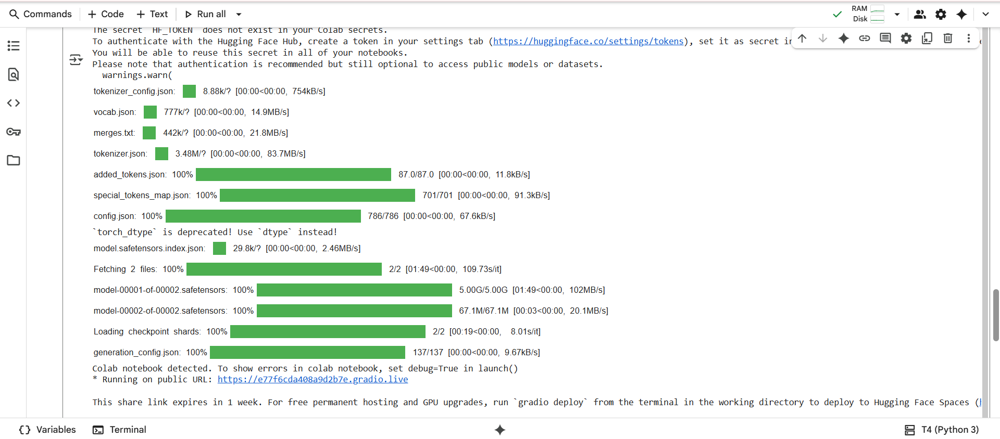 Commands + Code + Text Run all
RAM
Disk
The secret `HF_TOKEN` does not exist in your Colab secrets.
To authenticate with the Hugging Face Hub, create a token in your settings tab (https://huggingface.co/settings/tokens), set it as secret in
You will be able to reuse this secret in all of your notebooks.
Please note that authentication is recommended but still optional to access public models or datasets.
warnings.warn(
tokenizer_config.json: 8.88k/? [00:00<00:00, 754kB/s]
vocab.json: 777k/? [00:00<00:00, 14.9MB/s]
merges.txt: 442k/? [00:00<00:00, 21.8MB/s]
tokenizer.json: 3.48M/? [00:00<00:00, 83.7MB/s]
added_tokens.json: 100% 87.0/87.0 [00:00<00:00, 11.8kB/s]
special_tokens_map.json: 100% 701/701 [00:00<00:00, 91.3kB/s]
config.json: 100% 786/786 [00:00<00:00, 67.6kB/s]
`torch_dtype` is deprecated! Use `dtype` instead!
model.safetensors.index.json: 29.8k/? [00:00<00:00, 2.46MB/s]
Fetching 2 files: 100% 2/2 [01:49<00:00, 109.73s/it]
model-00001-of-00002.safetensors: 100% 5.00G/5.00G [01:49<00:00, 102MB/s]
model-00002-of-00002.safetensors: 100% 67.1M/67.1M [00:03<00:00, 20.1MB/s]
Loading checkpoint shards: 100% 2/2 [00:19<00:00, 8.01s/it]
generation_config.json: 100% 137/137 [00:00<00:00, 9.67kB/s]
Colab notebook detected. To show errors in colab notebook, set debug=True in launch()
* Running on public URL: https://e77f6cda408a9d2b7e.gradio.live
This share link expires in 1 week. For free permanent hosting and GPU upgrades, run `gradio deploy` from the terminal in the working directory to deploy to Hugging Face Spaces (
Variables Terminal T4 (Python 3)